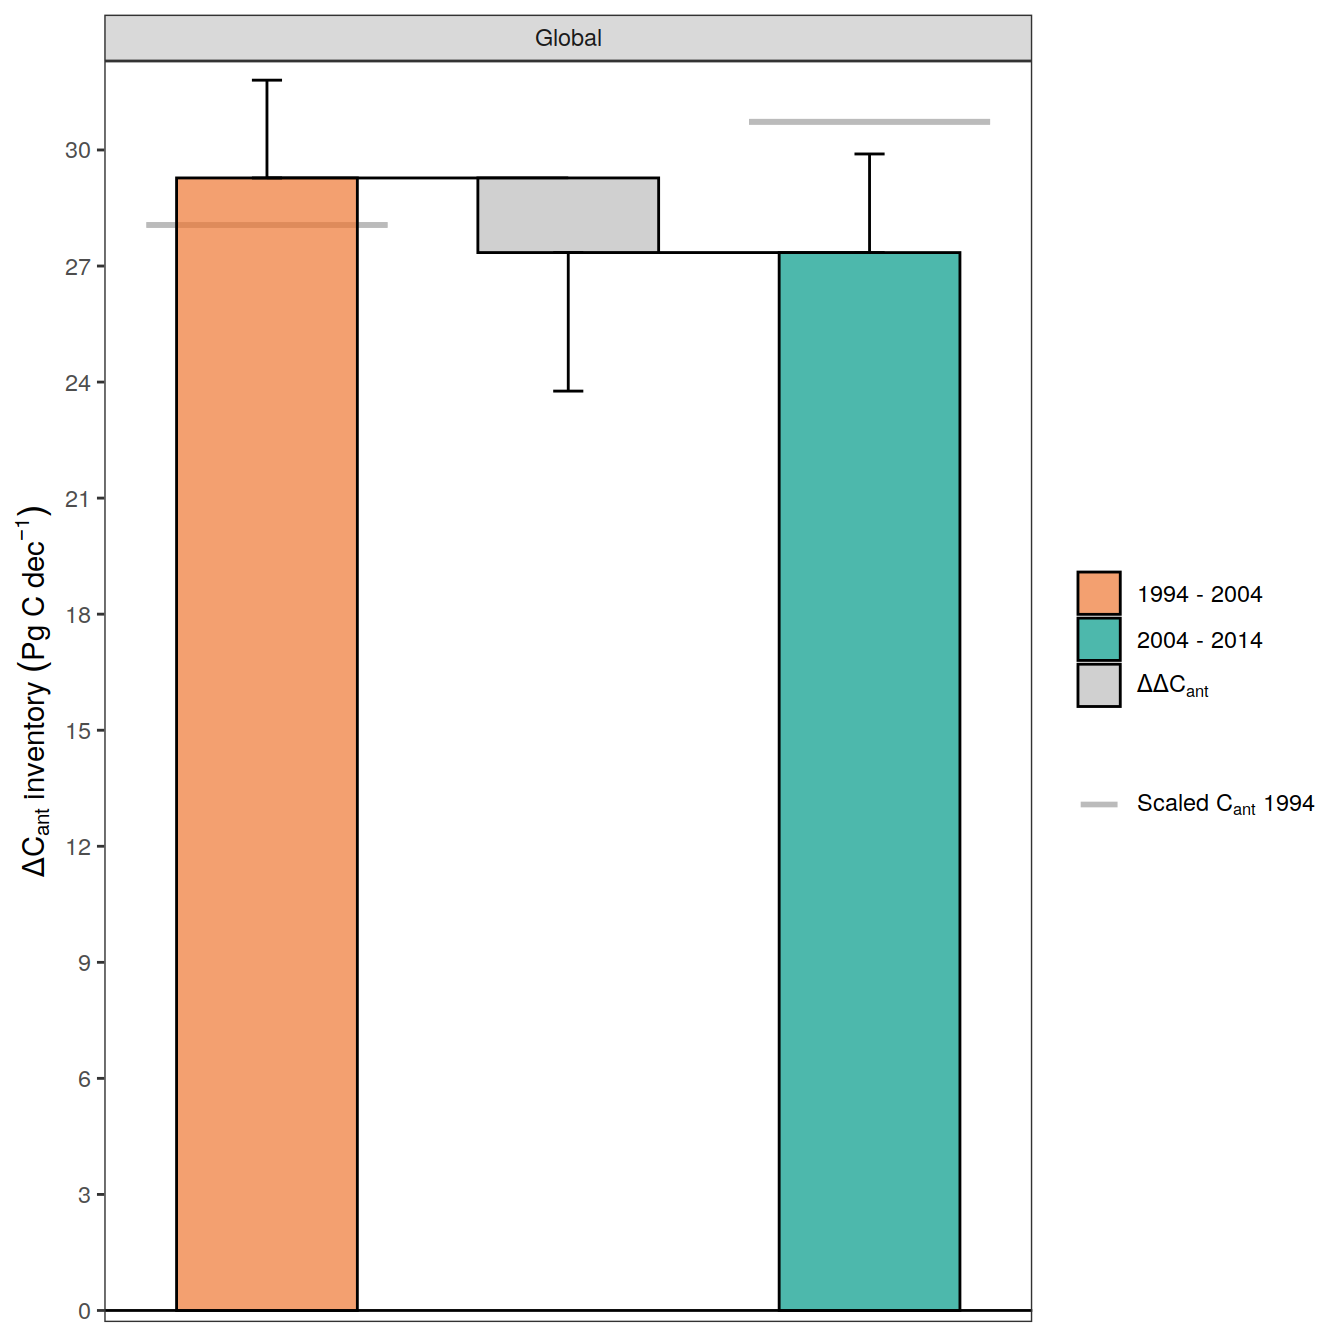 Global
30
27
24
21
18
15
12
9
6
3
0
ΔCant inventory (Pg C dec⁻¹)
1994 - 2004
2004 - 2014
ΔΔCant
Scaled Cant 1994